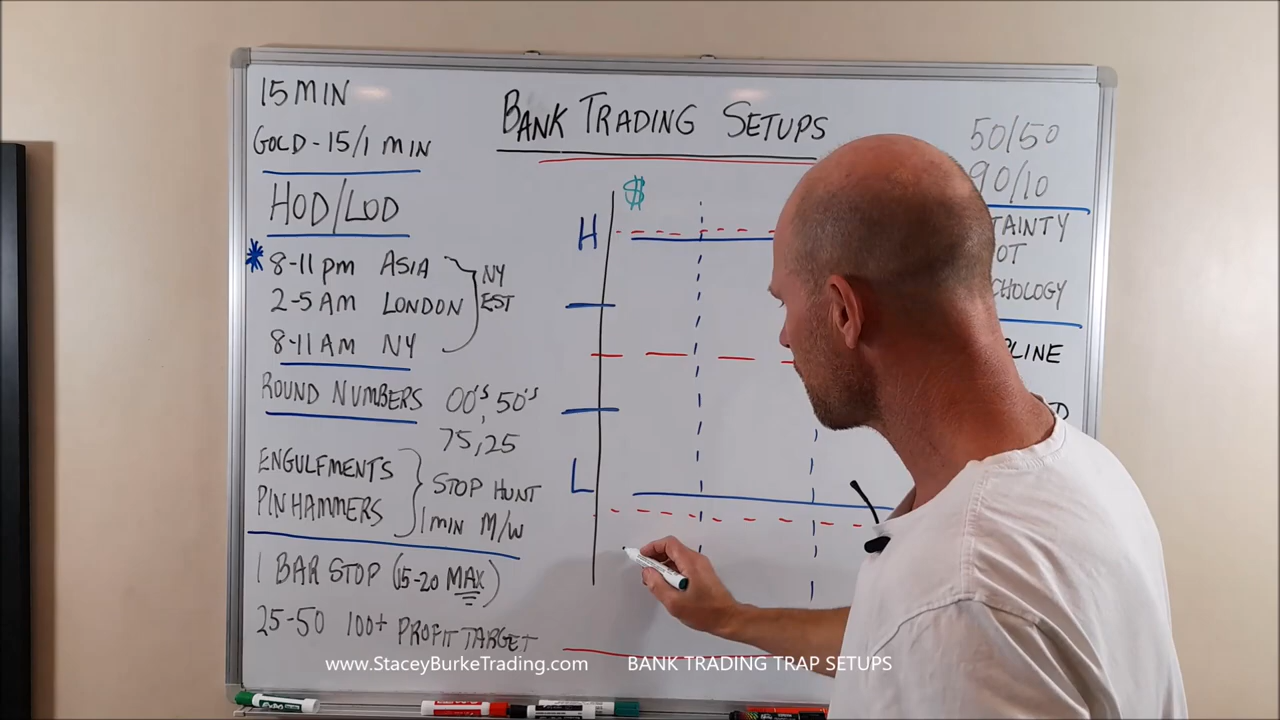 15 MIN
GOLD - 15/1 MIN
HOD/LOD
* 8-11 pm ASIA
2-5 AM LONDON
8-11 AM NY
NY
EST
ROUND NUMBERS 00's, 50's
75, 25
ENGULFMENTS
PIN HAMMERS
STOP HUNT
1 MIN M/W
1 BAR STOP (15-20 MAX)
25-50 100+ PROFIT TARGET
BANK TRADING SETUPS
$
H
L
50/50
90/10
www.StaceyBurkeTrading.com BANK TRADING TRAP SETUPS